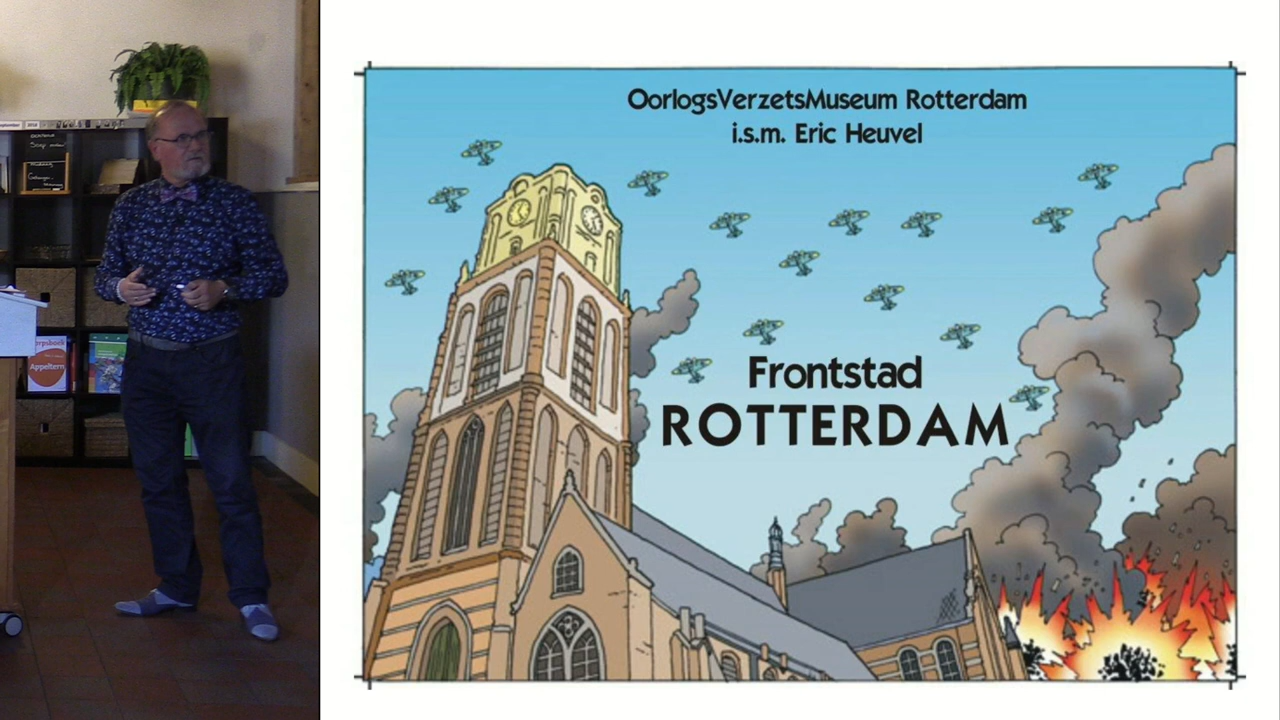 OorlogsVerzetsMuseum Rotterdam
i.s.m. Eric Heuvel
Frontstad
ROTTERDAM
Appeltern